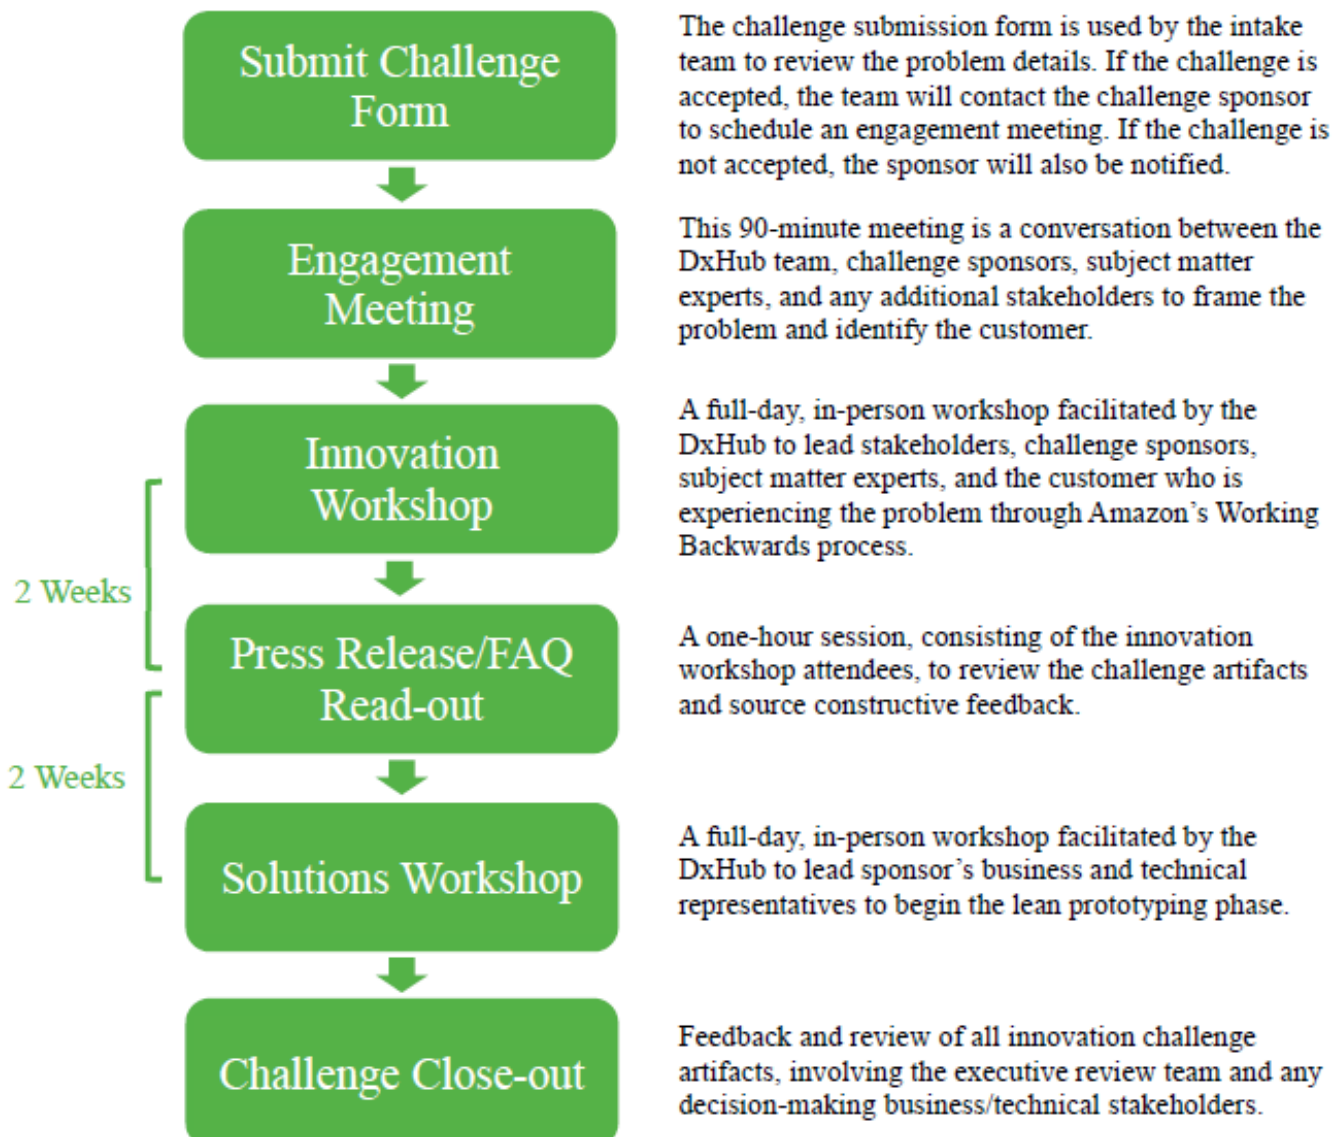 Submit Challenge
Form
The challenge submission form is used by the intake
team to review the problem details. If the challenge is
accepted, the team will contact the challenge sponsor
to schedule an engagement meeting. If the challenge is
not accepted, the sponsor will also be notified.
Engagement
Meeting
This 90-minute meeting is a conversation between the
DxHub team, challenge sponsors, subject matter
experts, and any additional stakeholders to frame the
problem and identify the customer.
Innovation
Workshop
A full-day, in-person workshop facilitated by the
DxHub to lead stakeholders, challenge sponsors,
subject matter experts, and the customer who is
experiencing the problem through Amazon's Working
Backwards process.
2 Weeks
Press Release/FAQ
Read-out
A one-hour session, consisting of the innovation
workshop attendees, to review the challenge artifacts
and source constructive feedback.
2 Weeks
Solutions Workshop
A full-day, in-person workshop facilitated by the
DxHub to lead sponsor's business and technical
representatives to begin the lean prototyping phase.
Challenge Close-out
Feedback and review of all innovation challenge
artifacts, involving the executive review team and any
decision-making business/technical stakeholders.